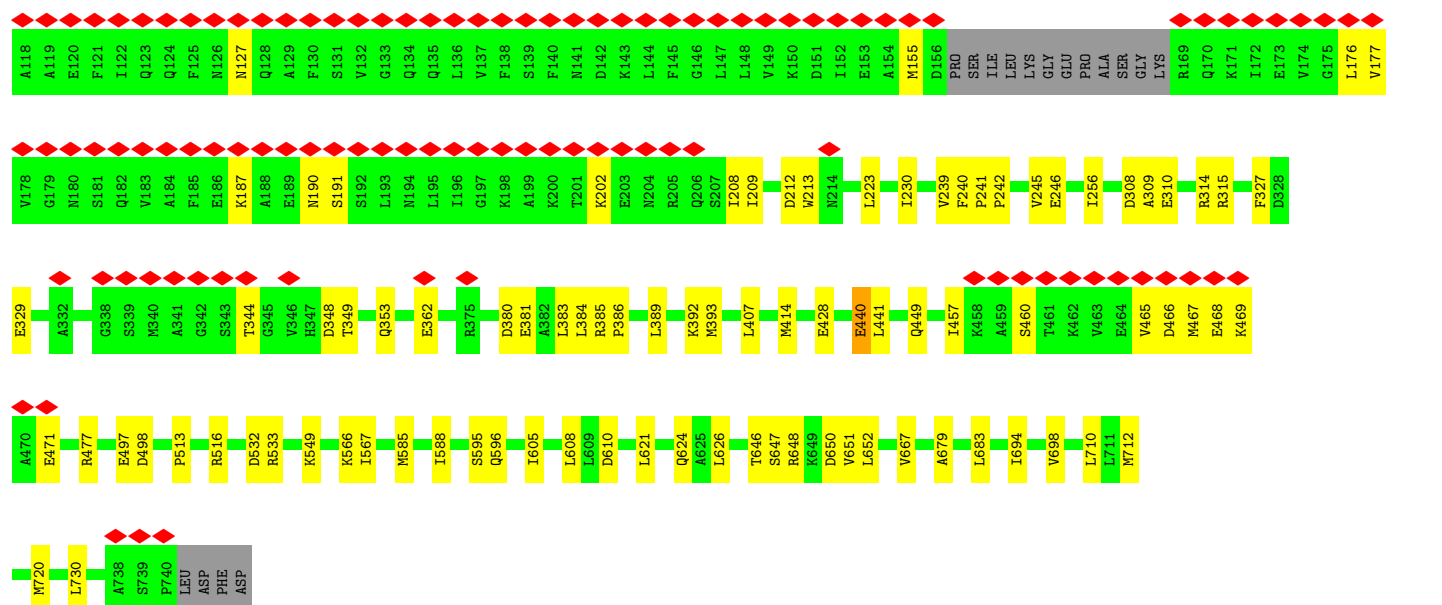 A118 A119 E120 F121 I122 Q123 Q124 F125 N126 N127 Q128 A129 F130 S131 V132 G133 Q134 Q135 L136 V137 F138 S139 F140 N141 D142 K143 L144 F145 G146 L147 L148 V149 K150 D151 I152 E153 A154 M155 D156 PRO SER ILE LEU LYS GLY GLU PRO ALA SER GLY LYS R169 Q170 K171 I172 E173 V174 G175 L176 V177
V178 G179 N180 S181 Q182 V183 A184 F185 E186 K187 A188 E189 N190 S191 S192 L193 N194 L195 I196 G197 K198 A199 K200 T201 K202 E203 N204 R205 Q206 S207 I208 I209 D212 W213 N214 L223 I230 V239 F240 P241 P242 V245 E246 I256 D308 A309 E310 R314 R315 F327 D328
E329 A332 G338 S339 M340 A341 G342 S343 T344 G345 V346 H347 D348 T349 Q353 E362 R375 D380 E381 A382 L383 L384 R385 P386 L389 K392 M393 L407 M414 E428 E440 L441 Q449 I457 K458 A459 S460 T461 K462 V463 E464 V465 D466 M467 E468 K469
A470 E471 R477 E497 D498 P513 R516 D532 R533 K549 K566 I567 M585 I588 S595 Q596 I605 L608 L609 D610 L621 Q624 A625 L626 T646 S647 R648 K649 D650 V651 L652 V667 A679 L683 I694 V698 L710 L711 M712
M720 L730 A738 S739 P740 LEU ASP PHE ASP